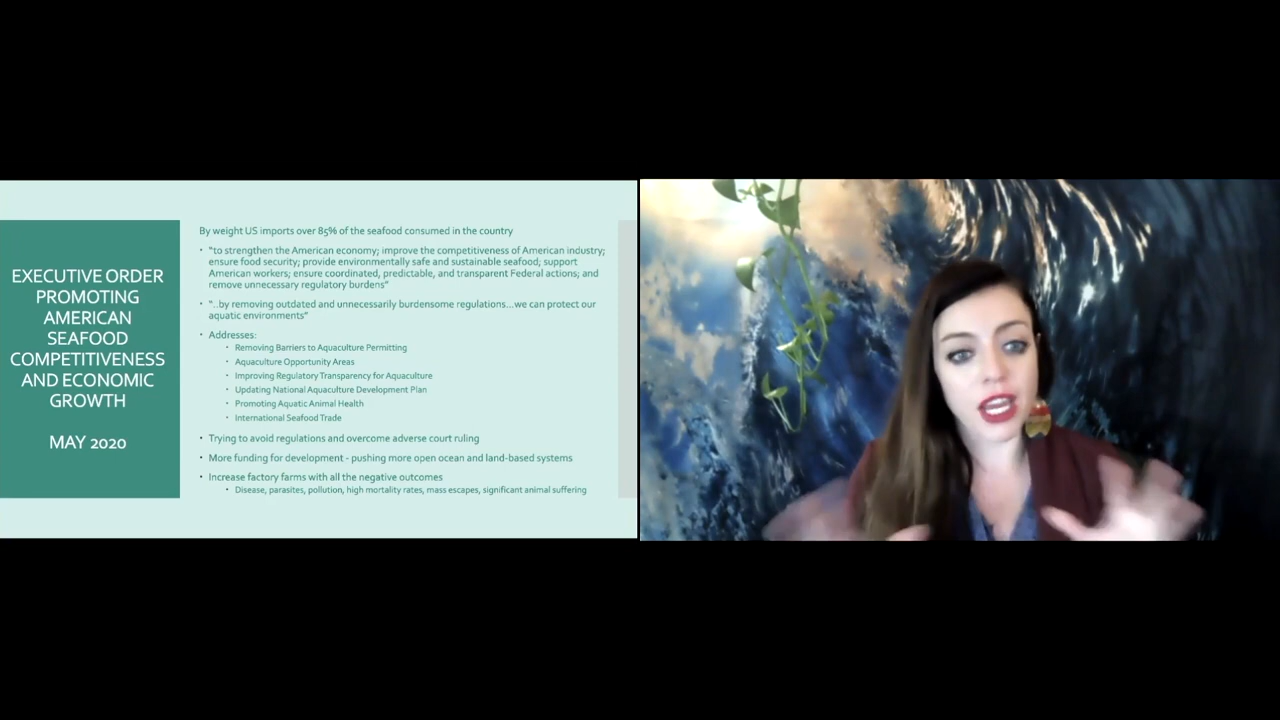 EXECUTIVE ORDER
PROMOTING
AMERICAN
SEAFOOD
COMPETITIVENESS
AND ECONOMIC
GROWTH
MAY 2020
By weight US imports over 85% of the seafood consumed in the country
• "to strengthen the American economy; improve the competitiveness of American industry;
ensure food security; provide environmentally safe and sustainable seafood; support
American workers; ensure coordinated, predictable, and transparent Federal actions; and
remove unnecessary regulatory burdens"
• "..by removing outdated and unnecessarily burdensome regulations...we can protect our
aquatic environments"
• Addresses:
• Removing Barriers to Aquaculture Permitting
• Aquaculture Opportunity Areas
• Improving Regulatory Transparency for Aquaculture
• Updating National Aquaculture Development Plan
• Promoting Aquatic Animal Health
• International Seafood Trade
• Trying to avoid regulations and overcome adverse court ruling
• More funding for development - pushing more open ocean and land-based systems
• Increase factory farms with all the negative outcomes
• Disease, parasites, pollution, high mortality rates, mass escapes, significant animal suffering